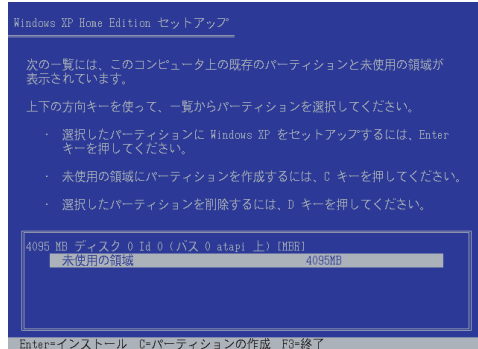 Windows XP Home Edition セットアップ
次の一覧には、このコンピュータ上の既存のパーティションと未使用の領域が
表示されています。
上下の方向キーを使って、一覧からパーティションを選択してください。
・ 選択したパーティションに Windows XP をセットアップするには、Enter
キーを押してください。
・ 未使用の領域にパーティションを作成するには、C キーを押してください。
・ 選択したパーティションを削除するには、D キーを押してください。
4095 MB ディスク 0 Id 0 (バス 0 atapi 上) [MBR]
未使用の領域 4095MB
Enter=インストール C=パーティションの作成 F3=終了